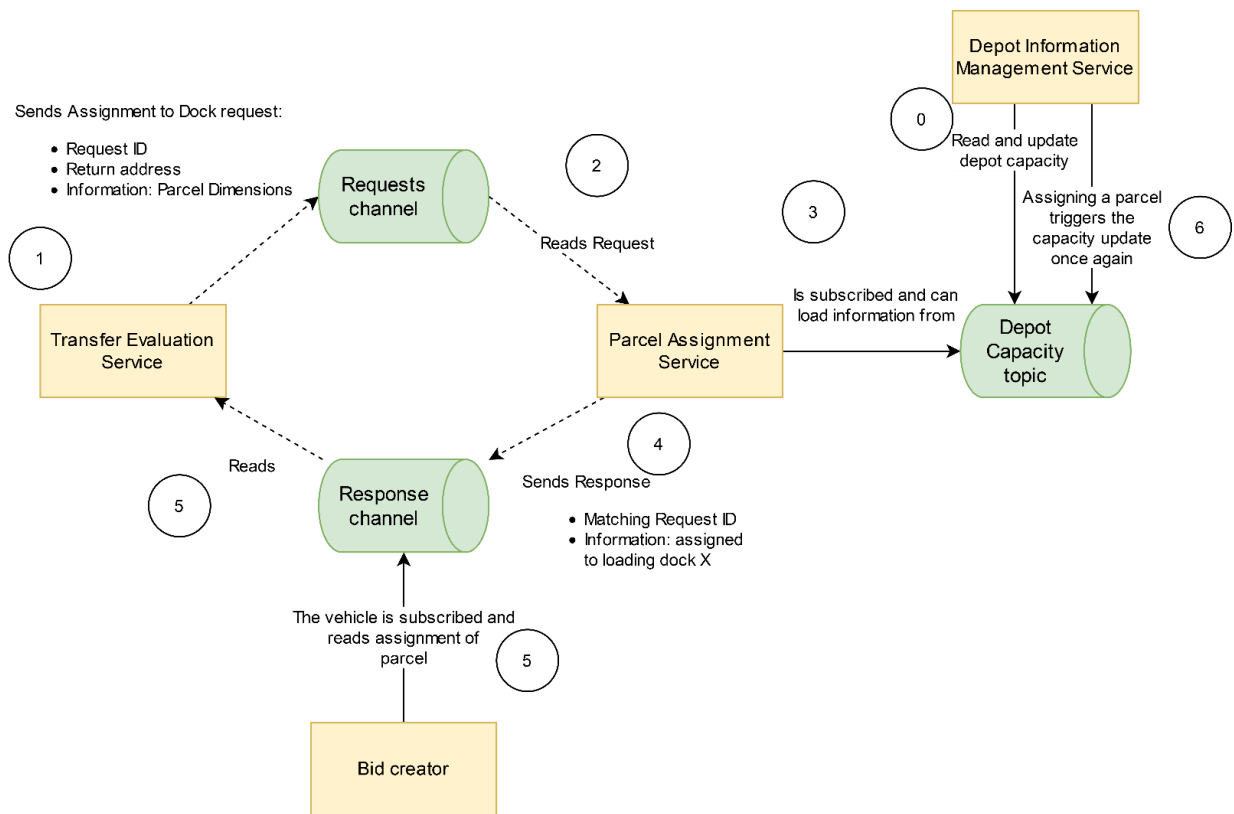 Depot Information
Management Service
0
Read and update
depot capacity
Assigning a parcel
triggers the
capacity update
once again
6
Sends Assignment to Dock request:
• Request ID
• Return address
• Information: Parcel Dimensions
Requests
channel
2
Reads Request
3
1
Is subscribed and can
load information from
Transfer Evaluation
Service
Parcel Assignment
Service
Depot
Capacity
topic
4
Reads
5
Response
channel
Sends Response
• Matching Request ID
• Information: assigned
to loading dock X
The vehicle is subscribed and
reads assignment of
parcel
5
Bid creator